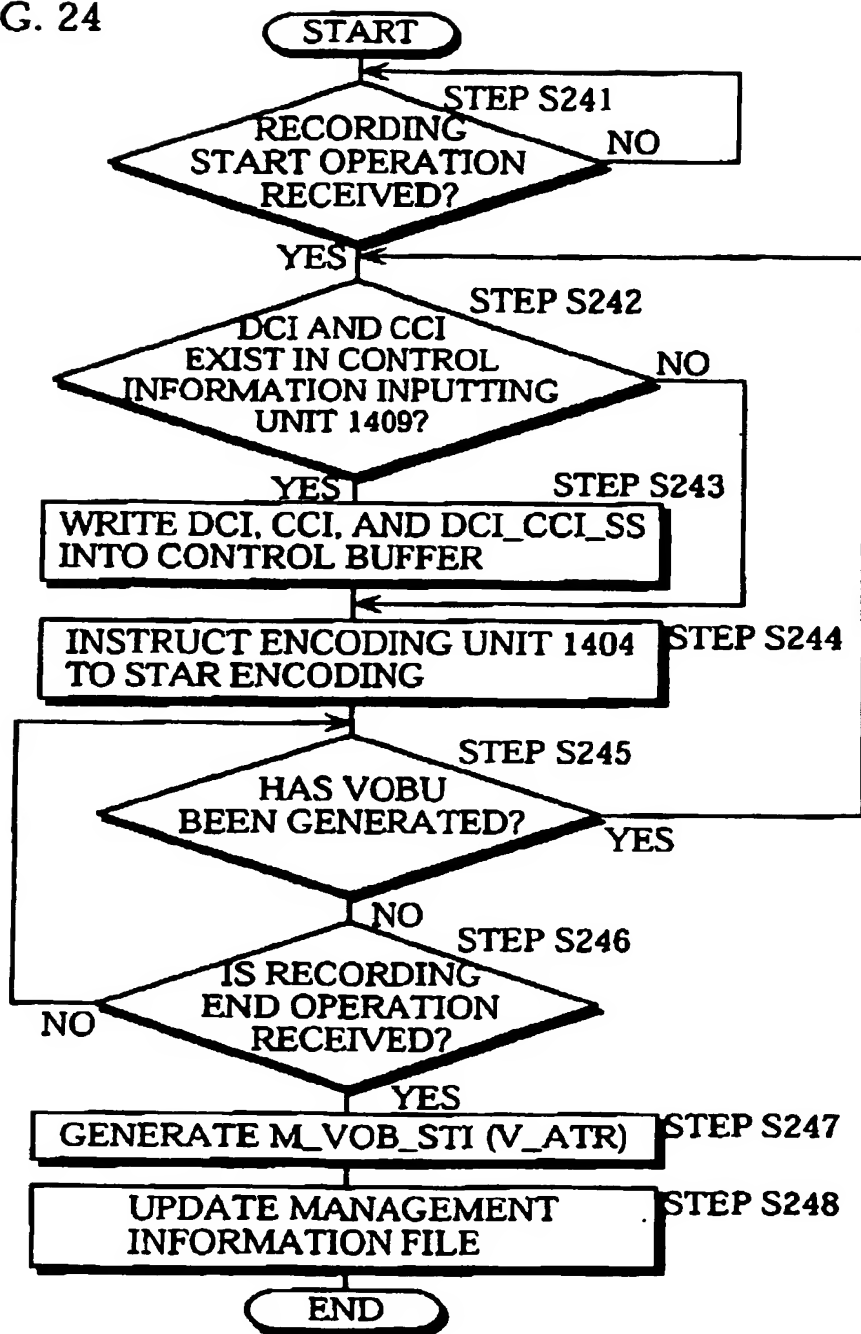 G. 24
START
STEP S241
RECORDING
START OPERATION
RECEIVED?
NO
YES
STEP S242
DCI AND CCI
EXIST IN CONTROL
INFORMATION INPUTTING
UNIT 1409?
NO
YES
STEP S243
WRITE DCI, CCI, AND DCI_CCI_SS
INTO CONTROL BUFFER
INSTRUCT ENCODING UNIT 1404
TO STAR ENCODING
STEP S244
STEP S245
HAS VOBU
BEEN GENERATED?
YES
NO
STEP S246
IS RECORDING
END OPERATION
RECEIVED?
NO
YES
GENERATE M_VOB_STI (V_ATR)
STEP S247
UPDATE MANAGEMENT
INFORMATION FILE
STEP S248
END